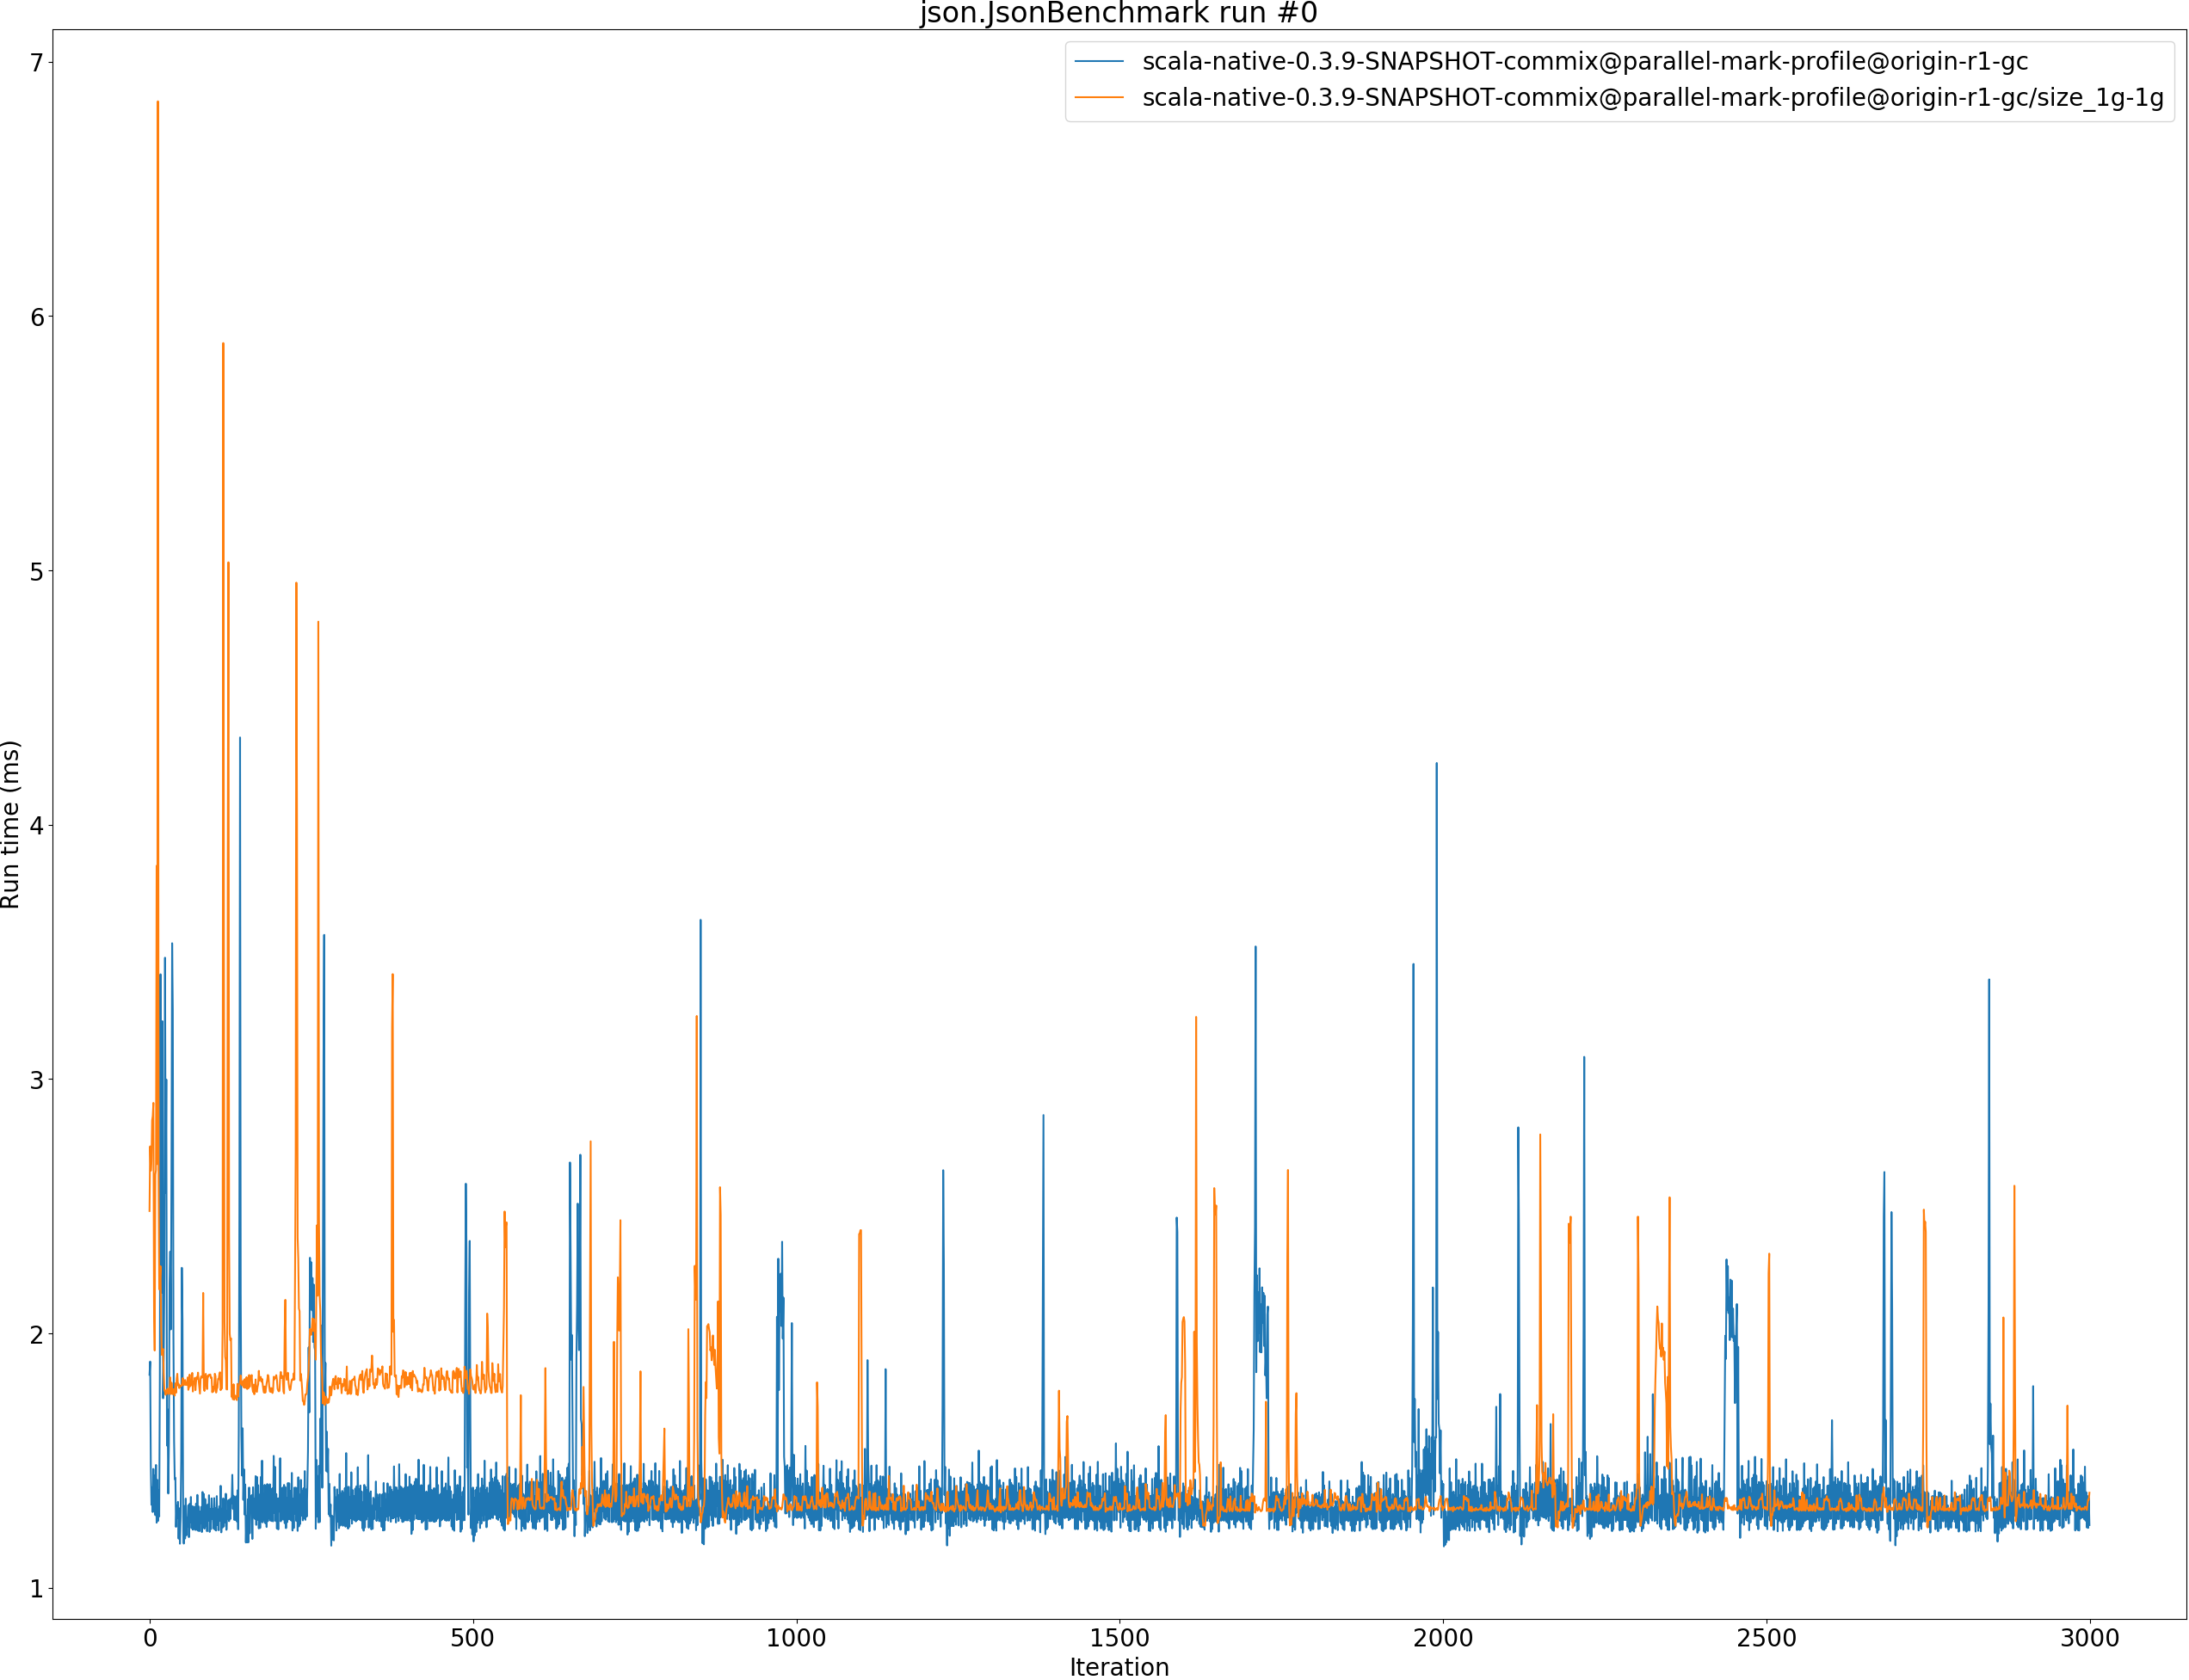 json.JsonBenchmark run #0
scala-native-0.3.9-SNAPSHOT-commix@parallel-mark-profile@origin-r1-gc
scala-native-0.3.9-SNAPSHOT-commix@parallel-mark-profile@origin-r1-gc/size_1g-1g
Run time (ms)
7
6
5
4
3
2
1
0 500 1000 1500 2000 2500 3000
Iteration